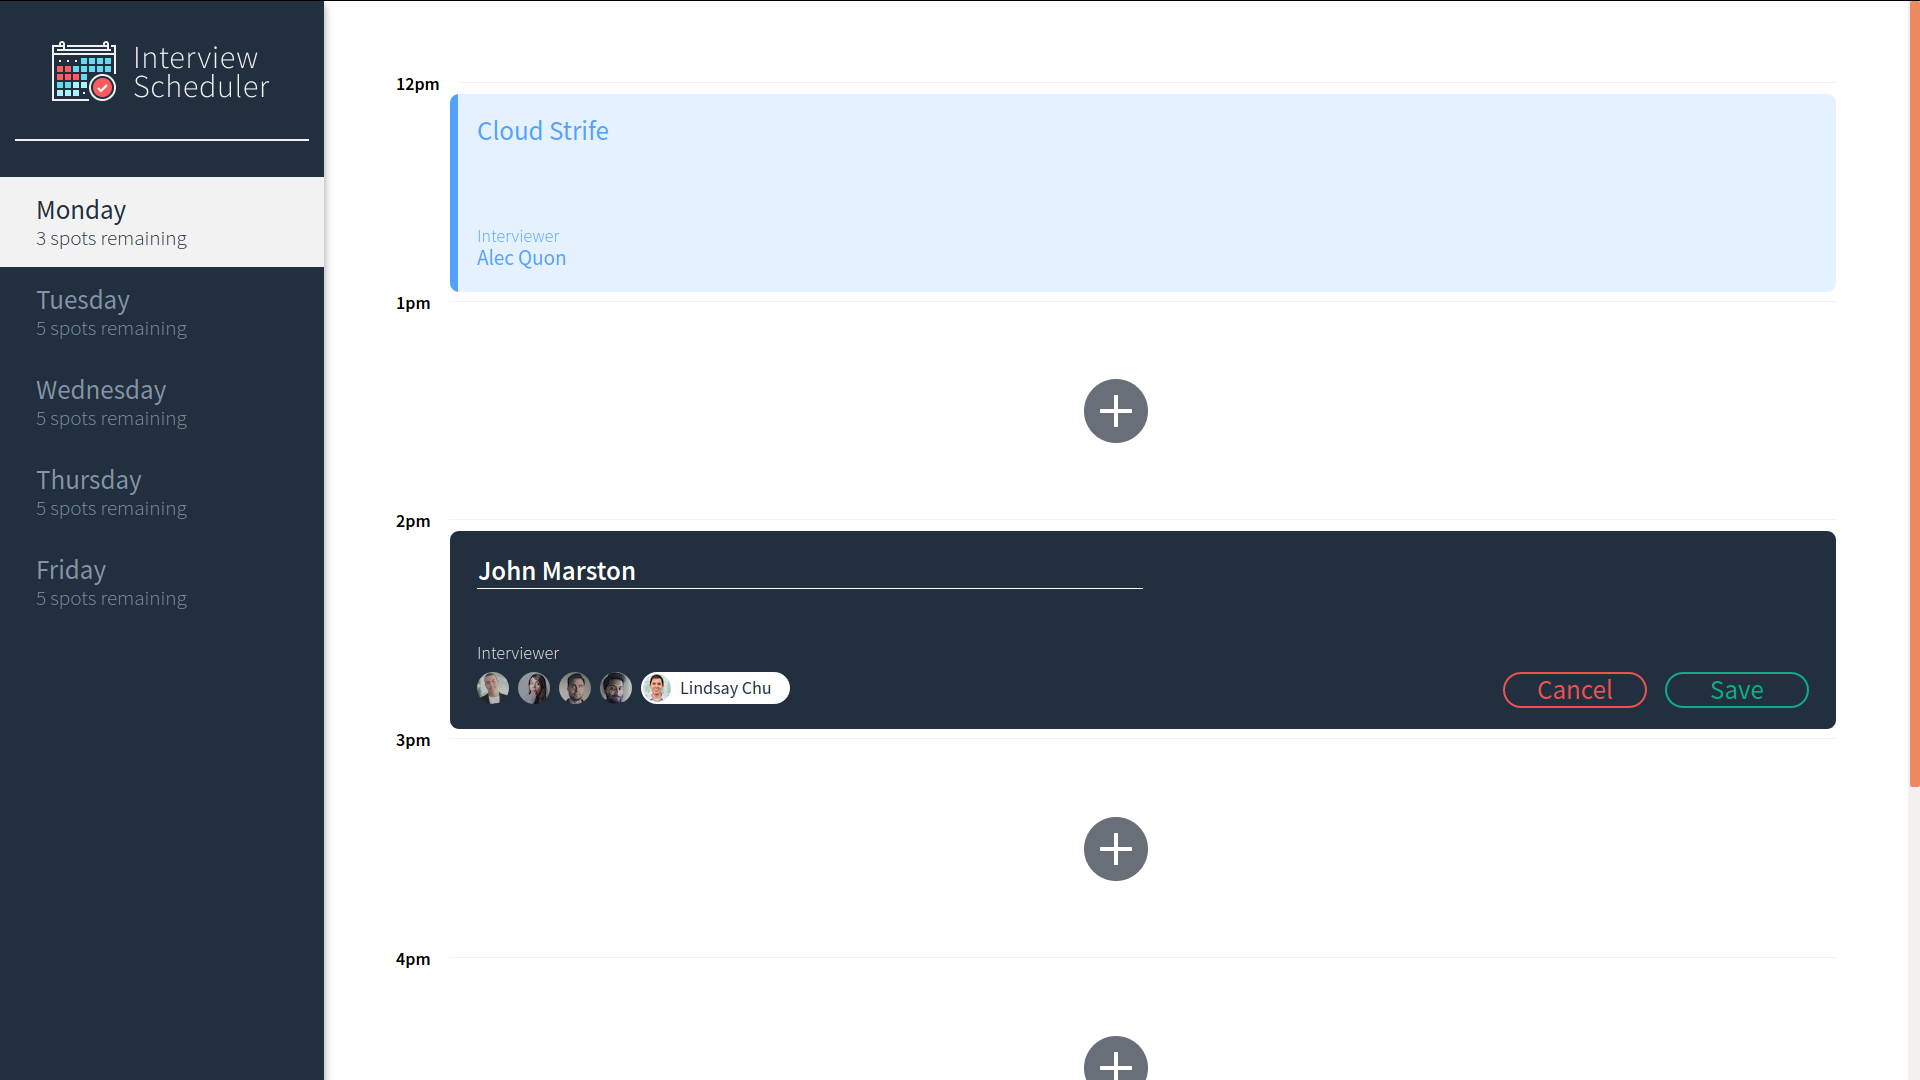 Interview
Scheduler
Monday
3 spots remaining
Tuesday
5 spots remaining
Wednesday
5 spots remaining
Thursday
5 spots remaining
Friday
5 spots remaining
12pm
Cloud Strife
Interviewer
Alec Quon
1pm
2pm
John Marston
Interviewer
Lindsay Chu
Cancel
Save
3pm
4pm